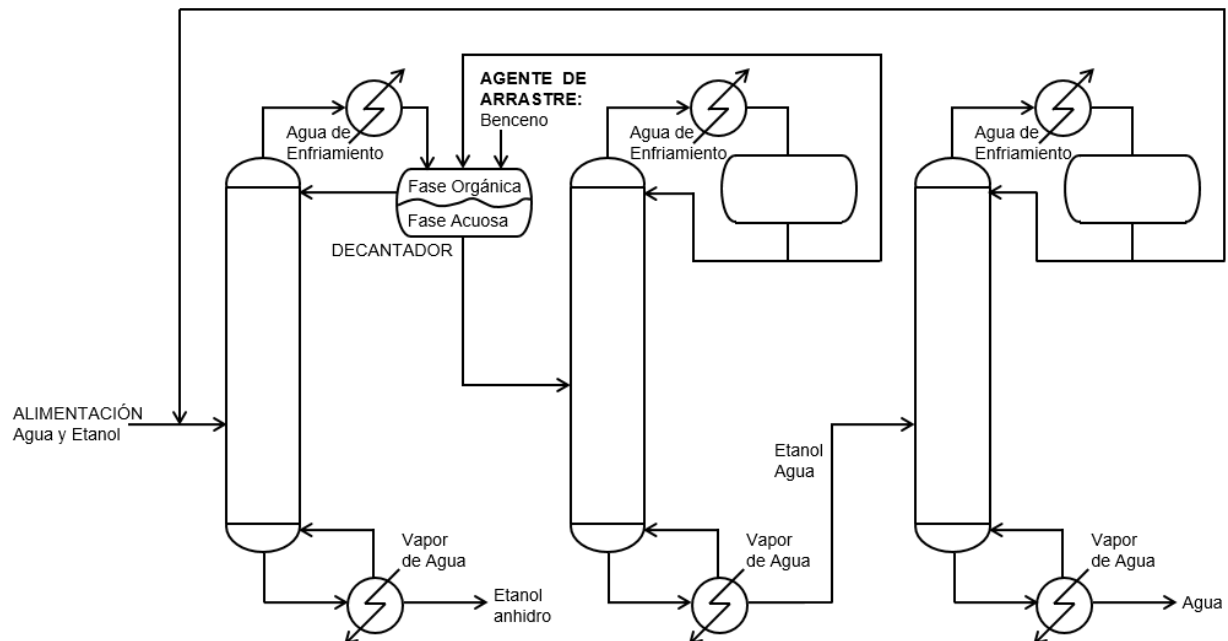 AGENTE DE
ARRASTRE:
Benceno
Agua de
Enfriamiento
Agua de
Enfriamiento
Agua de
Enfriamiento
Fase Orgánica
Fase Acuosa
DECANTADOR
ALIMENTACIÓN
Agua y Etanol
Etanol
Agua
Vapor
de Agua
Vapor
de Agua
Vapor
de Agua
Etanol
anhidro
Agua